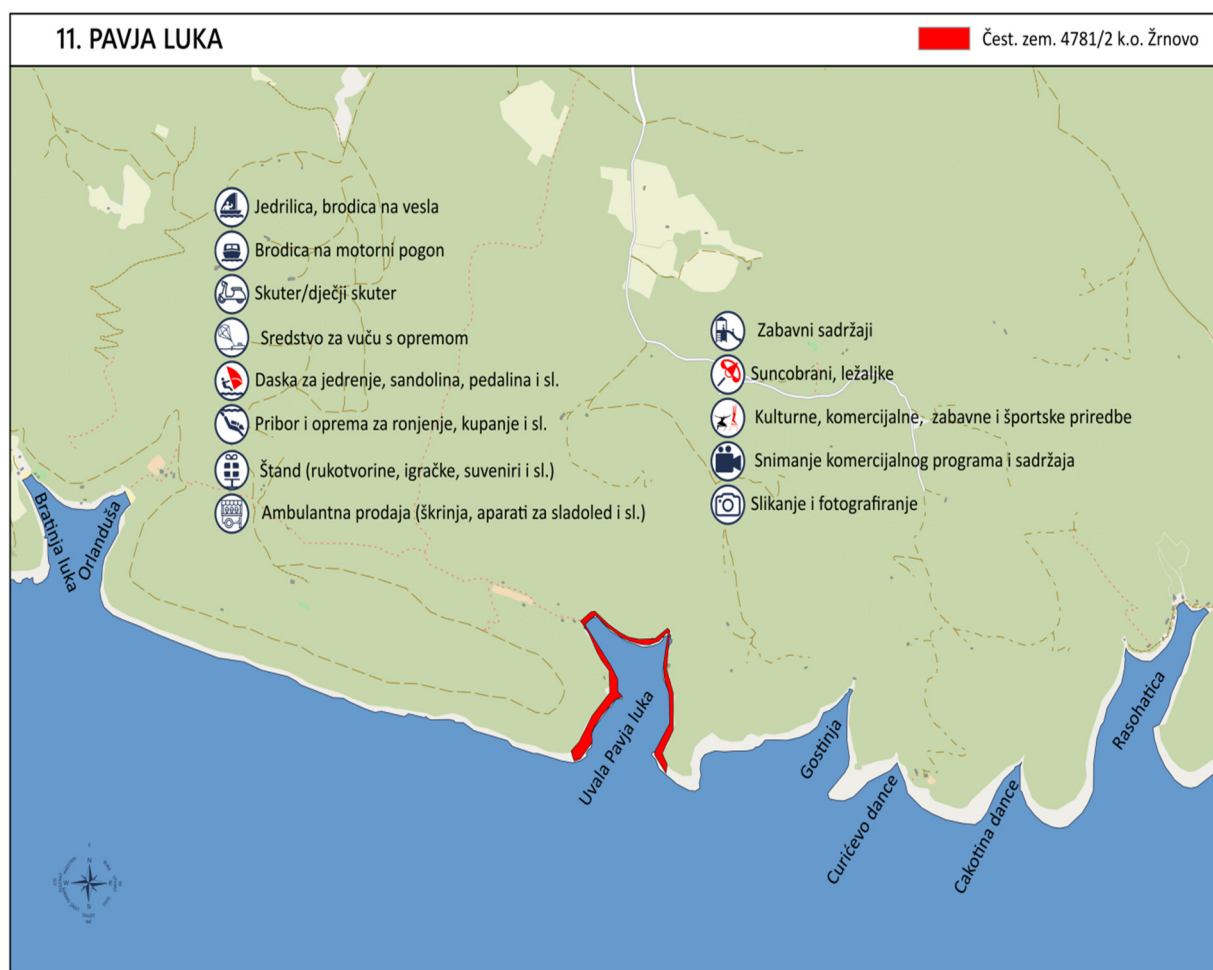 11. PAVJA LUKA
Čest. zem. 4781/2 k.o. Žrnovo
Jedrilica, brodica na vesla
Brodica na motorni pogon
Skuter/dječji skuter
Sredstvo za vuču s opremom
Daska za jedrenje, sandolina, pedalina i sl.
Pribor i oprema za ronjenje, kupanje i sl.
Štand (rukotvorine, igračke, suveniri i sl.)
Ambulantna prodaja (škrinja, aparati za sladoled i sl.)
Zabavni sadržaji
Suncobrani, ležaljke
Kulturne, komercijalne, zabavne i športske priredbe
Snimanje komercijalnog programa i sadržaja
Slikanje i fotografiranje
Bratinja luka
Orlanduša
Uvala Pavja luka
Gostinja
Curićevo dance
Cakotina dance
Rasohatica
N
W
E
S